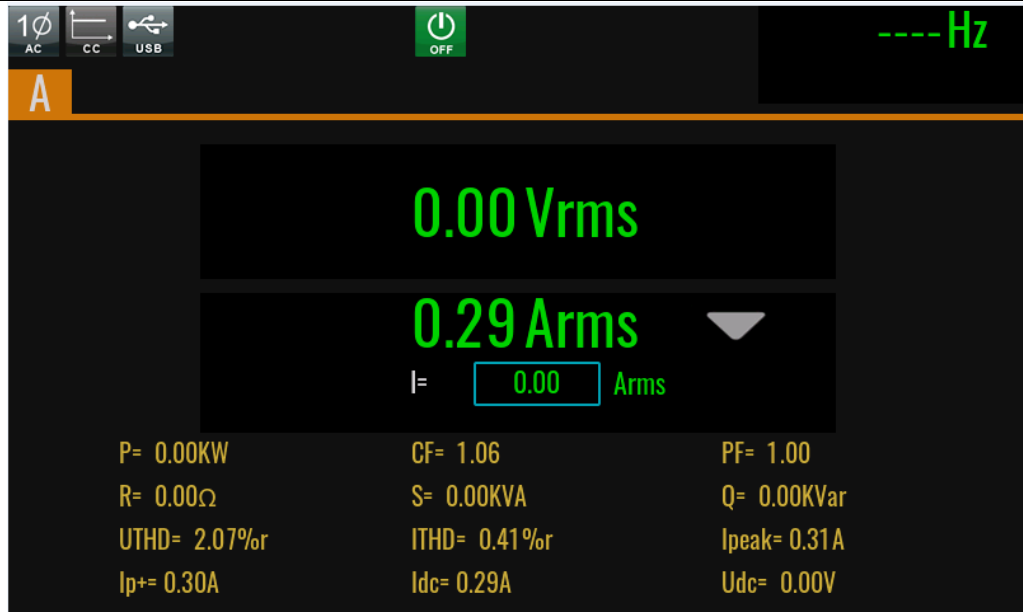 1Ø ---- Hz
AC CC USB OFF
A
0.00 Vrms
0.29 Arms
I= 0.00 Arms
P= 0.00KW CF= 1.06 PF= 1.00
R= 0.00Ω S= 0.00KVA Q= 0.00KVar
UTHD= 2.07%r ITHD= 0.41%r Ipeak= 0.31A
Ip+= 0.30A Idc= 0.29A Udc= 0.00V